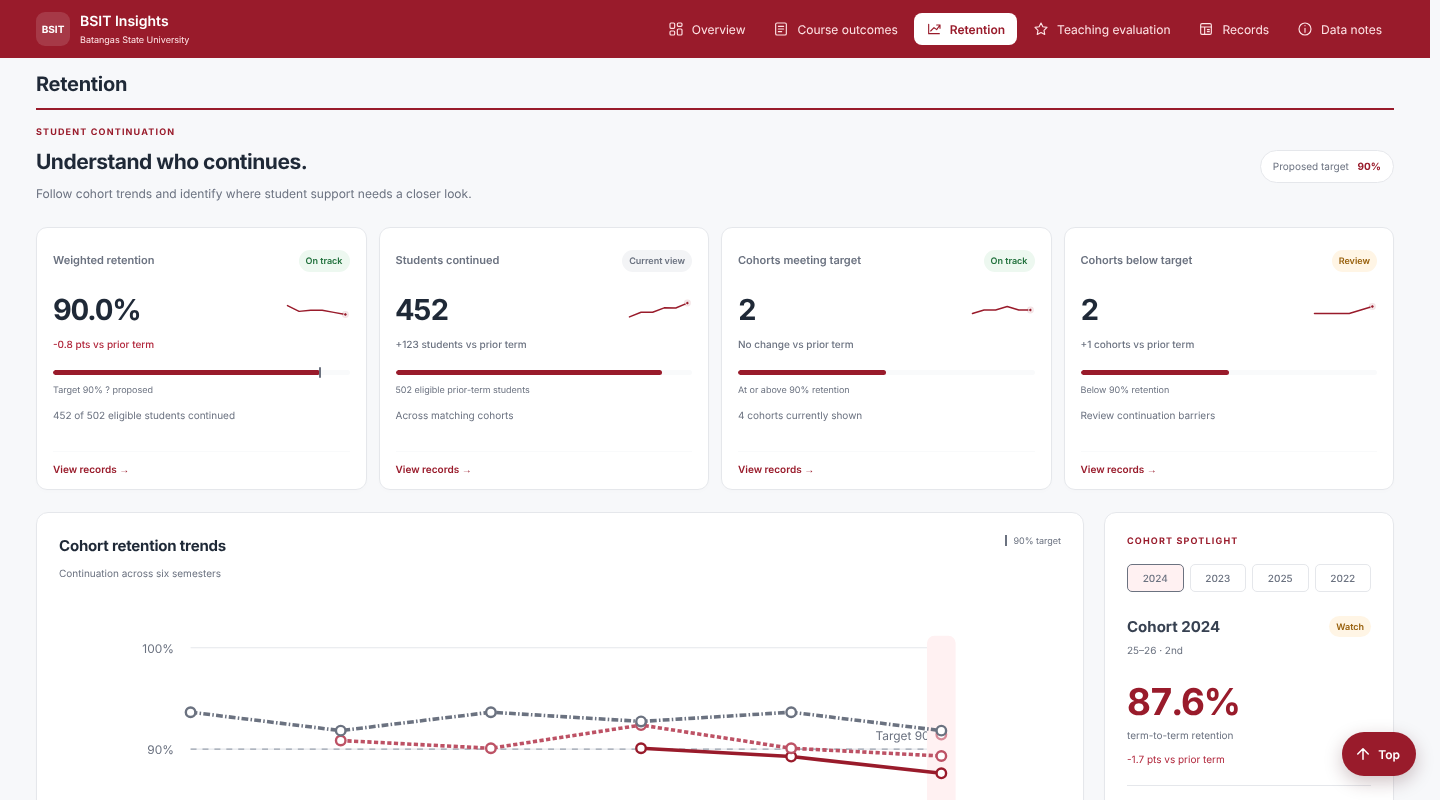 BSIT
BSIT Insights
Batangas State University
Overview
Course outcomes
Retention
Teaching evaluation
Records
Data notes
Retention
STUDENT CONTINUATION
Understand who continues.
Follow cohort trends and identify where student support needs a closer look.
Proposed target 90%
Weighted retention
On track
90.0%
-0.8 pts vs prior term
Target 90% ? proposed
452 of 502 eligible students continued
View records →
Students continued
Current view
452
+123 students vs prior term
502 eligible prior-term students
Across matching cohorts
View records →
Cohorts meeting target
On track
2
No change vs prior term
At or above 90% retention
4 cohorts currently shown
View records →
Cohorts below target
Review
2
+1 cohorts vs prior term
Below 90% retention
Review continuation barriers
View records →
Cohort retention trends
90% target
Continuation across six semesters
100%
90%
Target 90
COHORT SPOTLIGHT
2024
2023
2025
2022
Cohort 2024
Watch
25–26 · 2nd
87.6%
term-to-term retention
-1.7 pts vs prior term
↑ Top